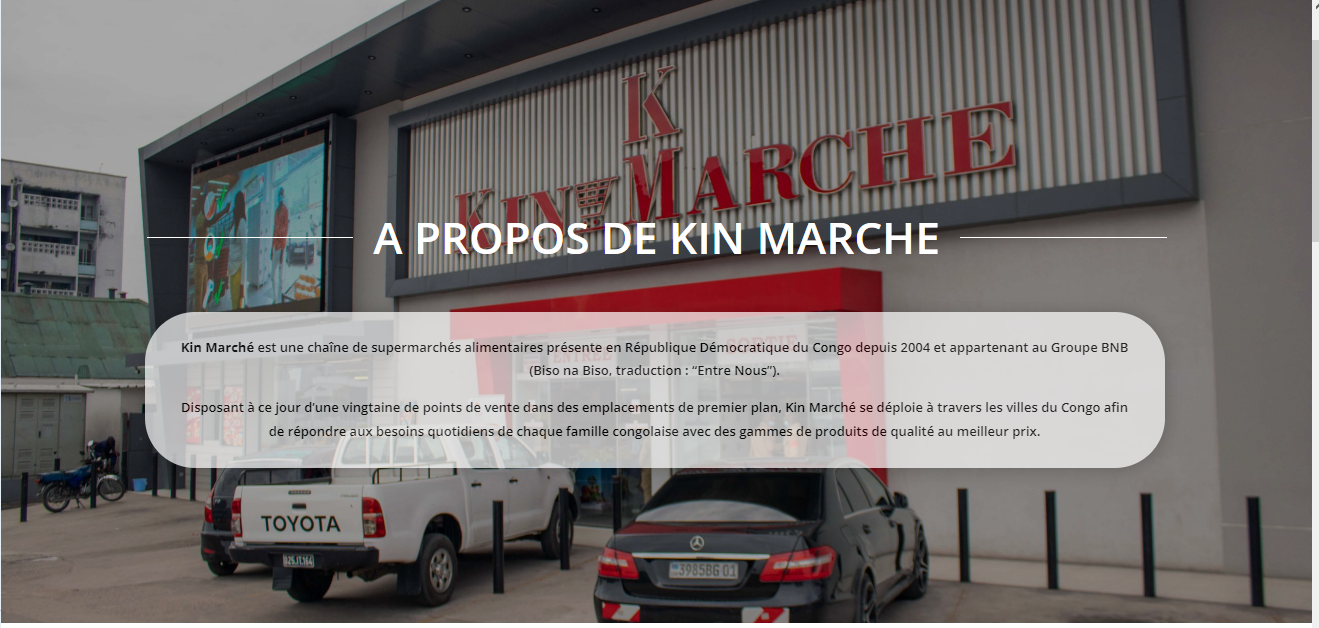 K
KIN MARCHE
A PROPOS DE KIN MARCHE
ENTREE
SORTIE
Kin Marché est une chaîne de supermarchés alimentaires présente en République Démocratique du Congo depuis 2004 et appartenant au Groupe BNB
(Biso na Biso, traduction : “Entre Nous”).
Disposant à ce jour d'une vingtaine de points de vente dans des emplacements de premier plan, Kin Marché se déploie à travers les villes du Congo afin
de répondre aux besoins quotidiens de chaque famille congolaise avec des gammes de produits de qualité au meilleur prix.
TOYOTA
3985BG 01